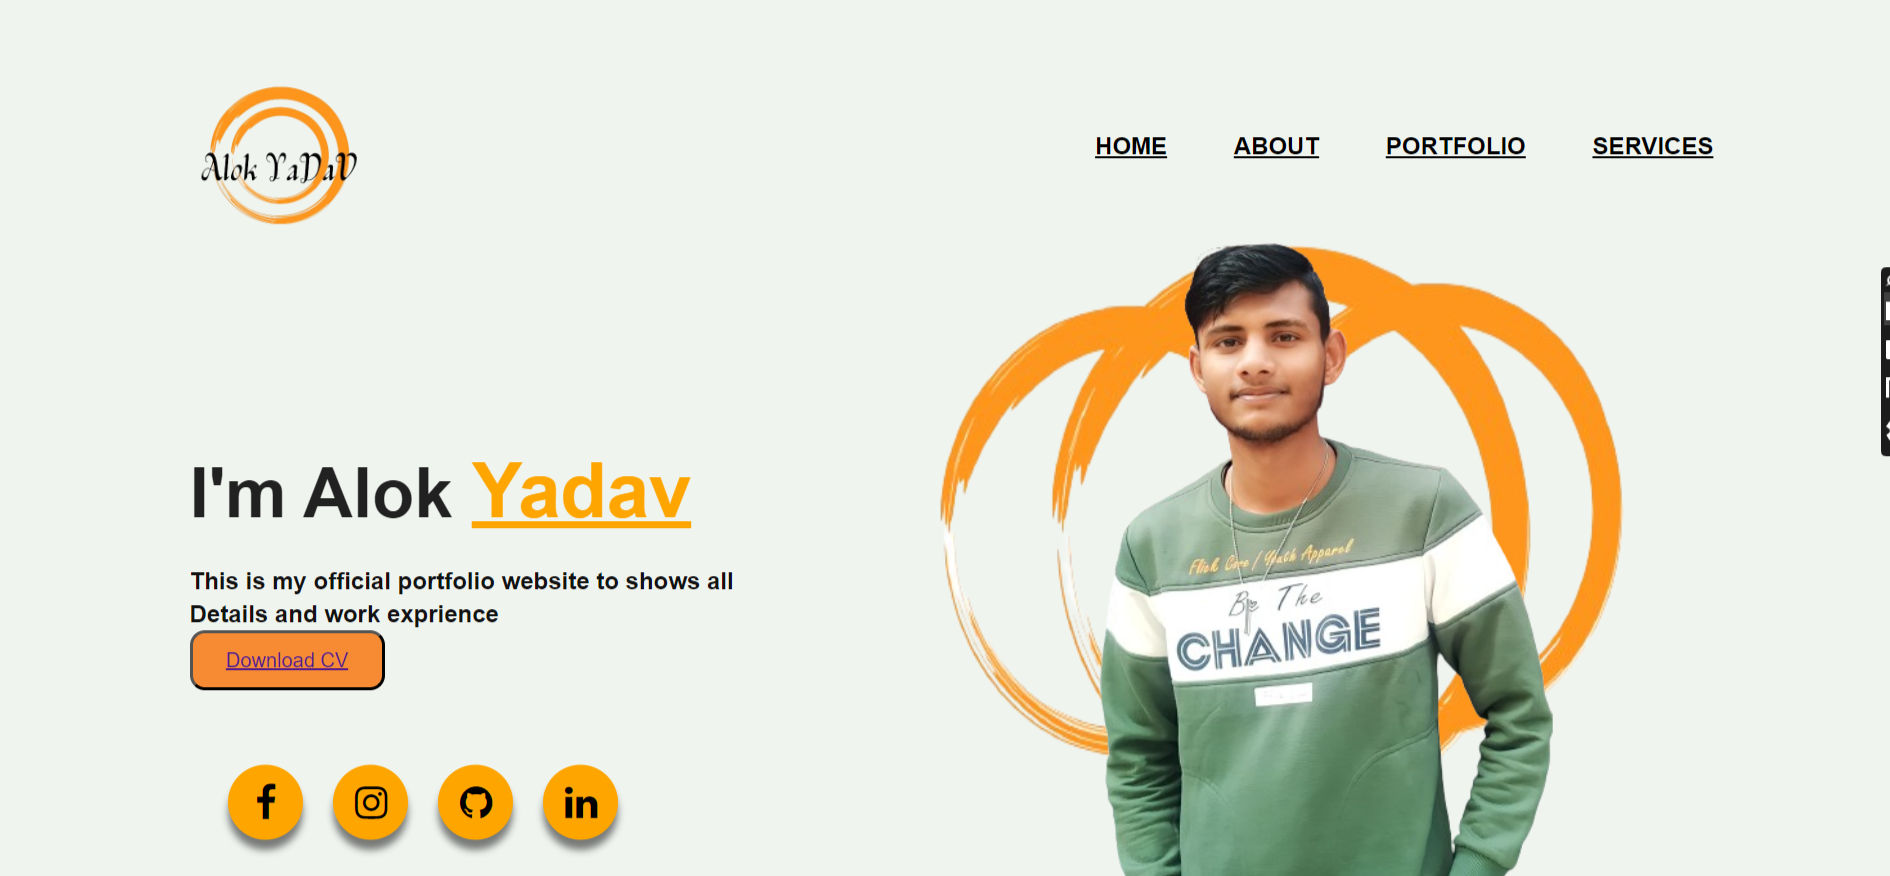 Alok YaDaV
HOME ABOUT PORTFOLIO SERVICES
I'm Alok Yadav
This is my official portfolio website to shows all
Details and work exprience
Download CV
Flick Core / Youth Apparel
Be The
CHANGE